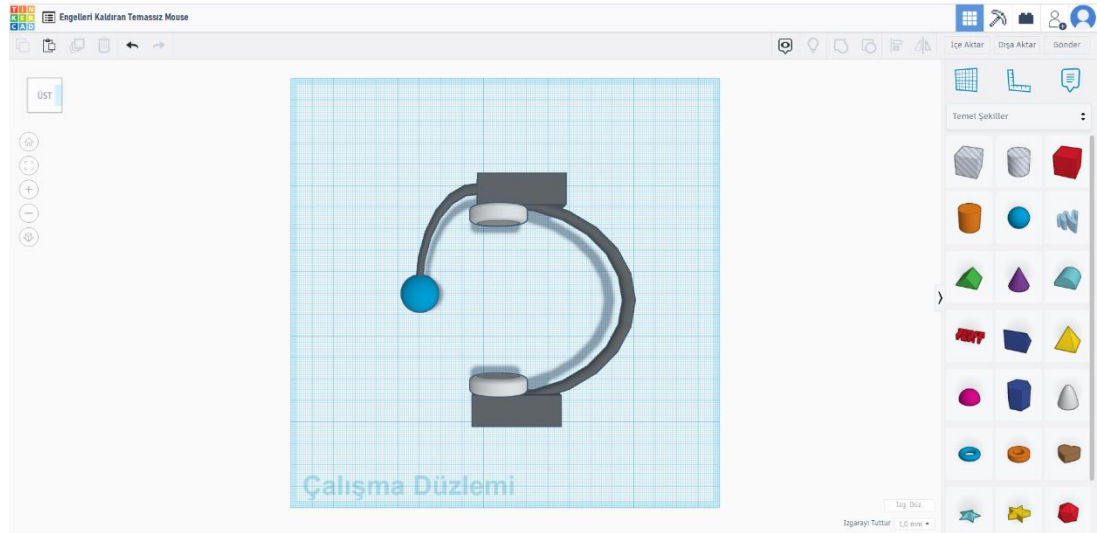 TIN
KER
CAD
Engelleri Kaldıran Temassız Mouse
İçe Aktar
Dışa Aktar
Gönder
ÜST
Temel Şekiller
Çalışma Düzlemi
Izgarayı Tuttur
1,0 mm